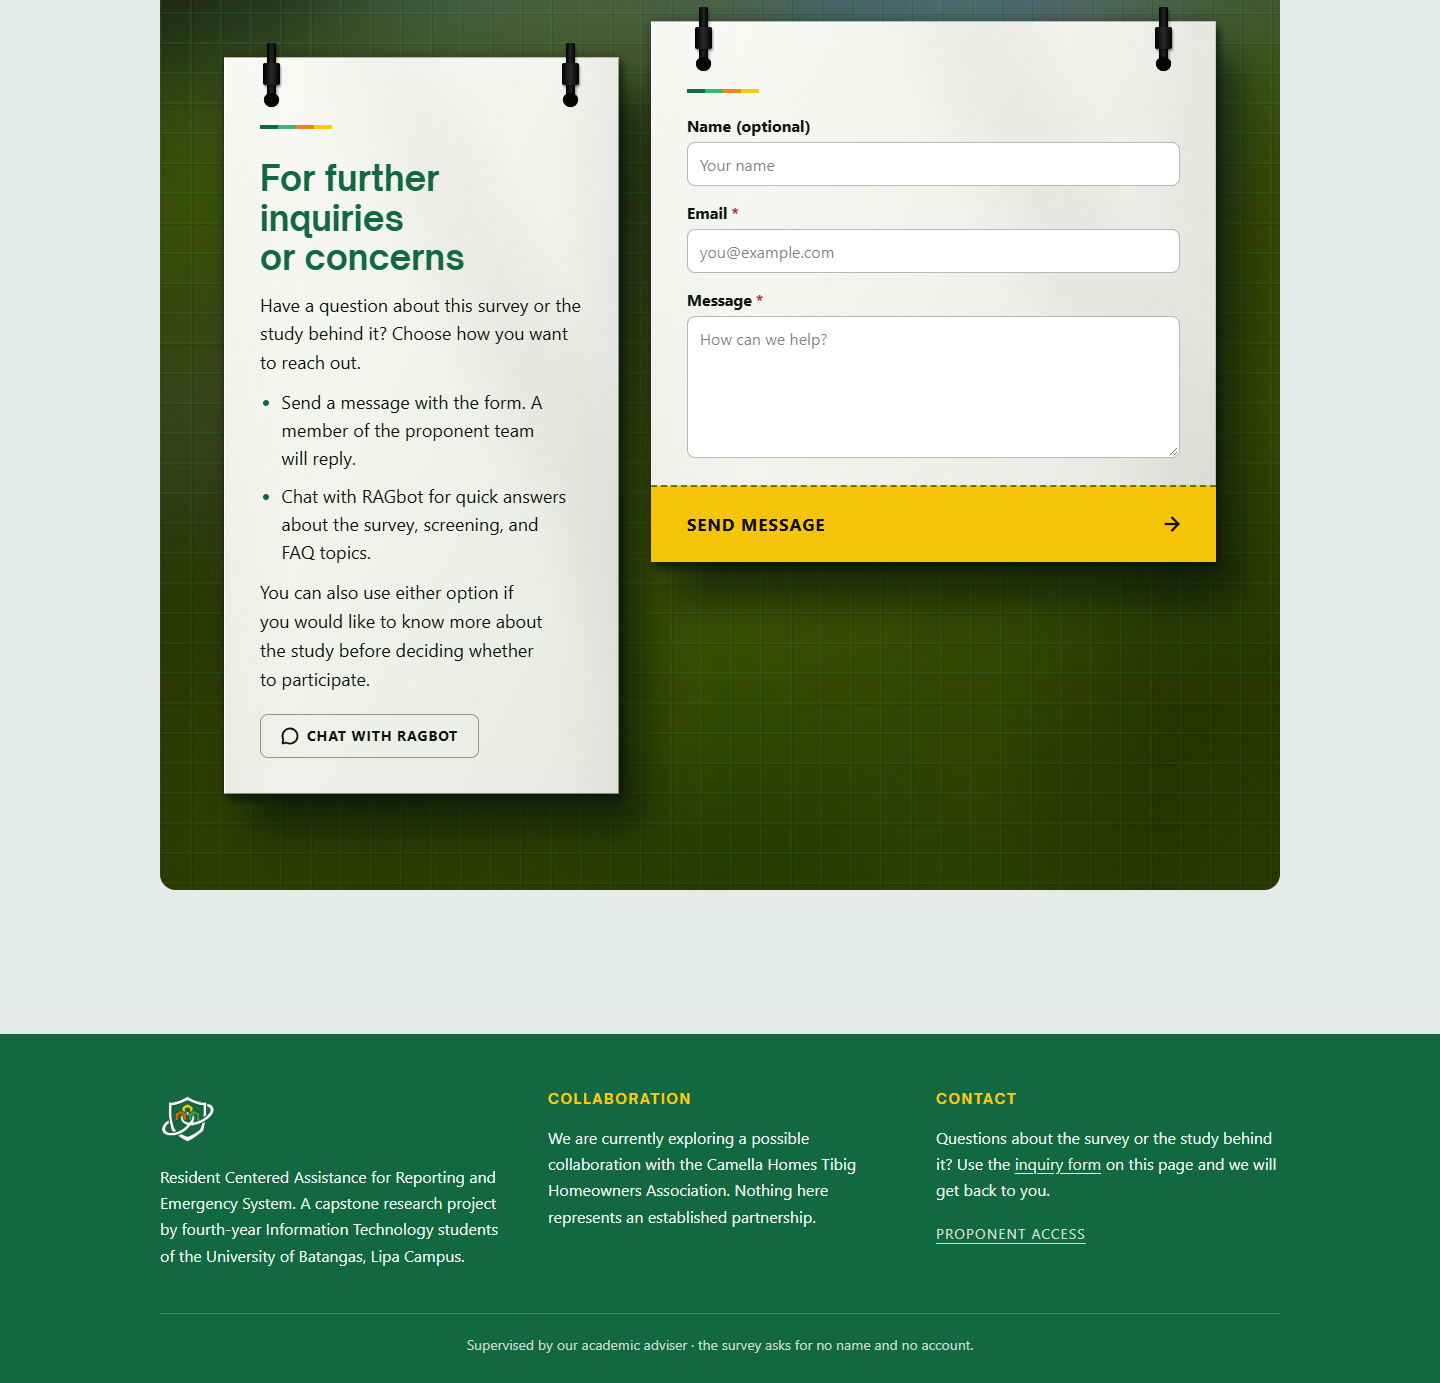 For further
inquiries
or concerns
Have a question about this survey or the
study behind it? Choose how you want
to reach out.
• Send a message with the form. A
member of the proponent team
will reply.
• Chat with RAGbot for quick answers
about the survey, screening, and
FAQ topics.
You can also use either option if
you would like to know more about
the study before deciding whether
to participate.
CHAT WITH RAGBOT
Name (optional)
Your name
Email *
you@example.com
Message *
How can we help?
SEND MESSAGE
Resident Centered Assistance for Reporting and
Emergency System. A capstone research project
by fourth-year Information Technology students
of the University of Batangas, Lipa Campus.
COLLABORATION
We are currently exploring a possible
collaboration with the Camella Homes Tibig
Homeowners Association. Nothing here
represents an established partnership.
CONTACT
Questions about the survey or the study behind
it? Use the inquiry form on this page and we will
get back to you.
PROPONENT ACCESS
Supervised by our academic adviser · the survey asks for no name and no account.